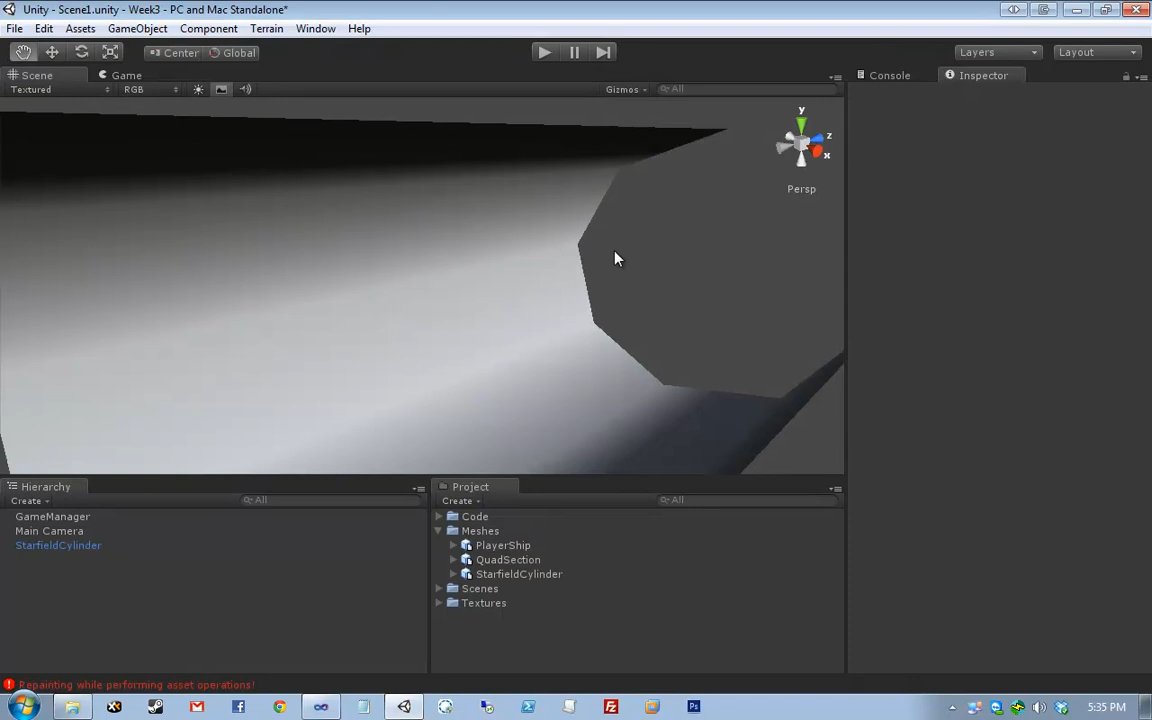 Unity - Scene1.unity - Week3 - PC and Mac Standalone*
File Edit Assets GameObject Component Terrain Window Help
Center Global Layers Layout
Scene Game Console Inspector
Textured RGB Gizmos All
y
z
x
Persp
Hierarchy Project
Create All Create All
GameManager Code
Main Camera Meshes
StarfieldCylinder PlayerShip
QuadSection
StarfieldCylinder
Scenes
Textures
Repainting while performing asset operations!
Ps 5:35 PM